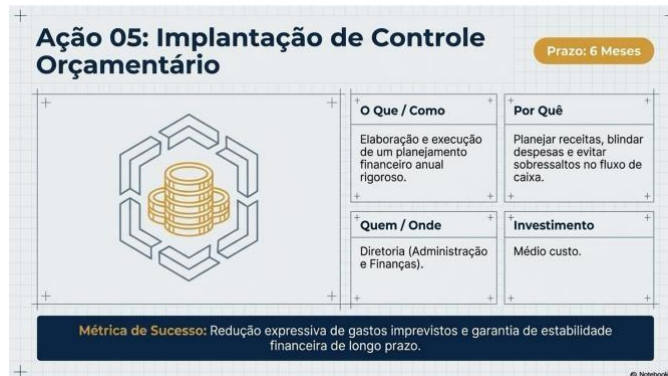 Ação 05: Implantação de Controle
Orçamentário
Prazo: 6 Meses
O Que / Como
Elaboração e execução
de um planejamento
financeiro anual
rigoroso.
Por Quê
Planejar receitas, blindar
despesas e evitar
sobressaltos no fluxo de
caixa.
Quem / Onde
Diretoria (Administração
e Finanças).
Investimento
Médio custo.
Métrica de Sucesso: Redução expressiva de gastos imprevistos e garantia de estabilidade
financeira de longo prazo.
Notebook